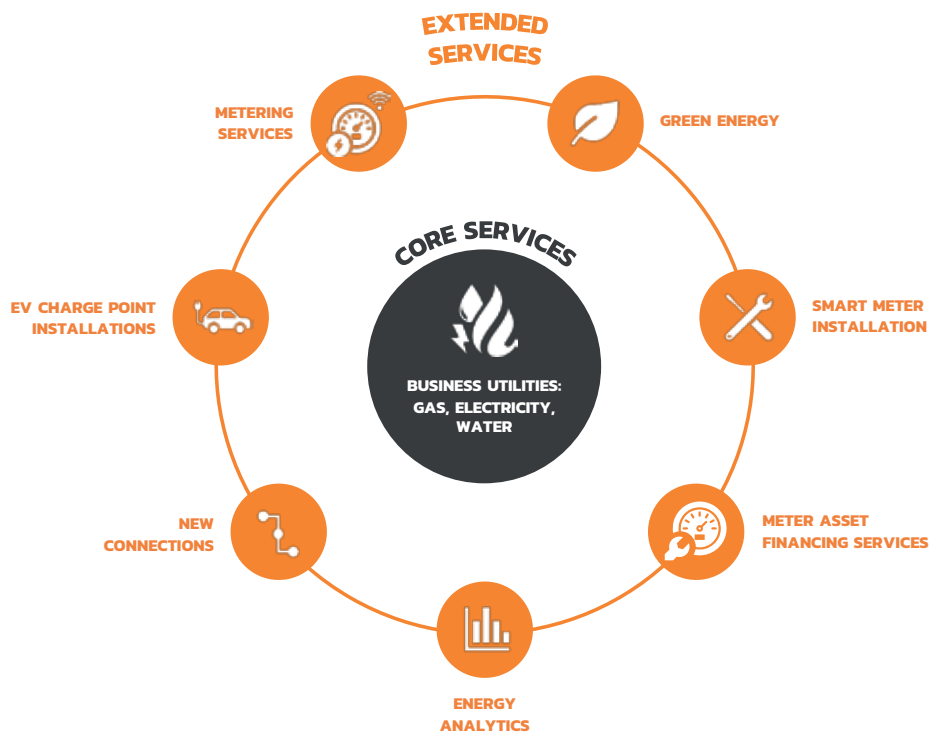 EXTENDED
SERVICES
METERING
SERVICES
GREEN ENERGY
CORE SERVICES
EV CHARGE POINT
INSTALLATIONS
SMART METER
INSTALLATION
BUSINESS UTILITIES:
GAS, ELECTRICITY,
WATER
NEW
CONNECTIONS
METER ASSET
FINANCING SERVICES
ENERGY
ANALYTICS